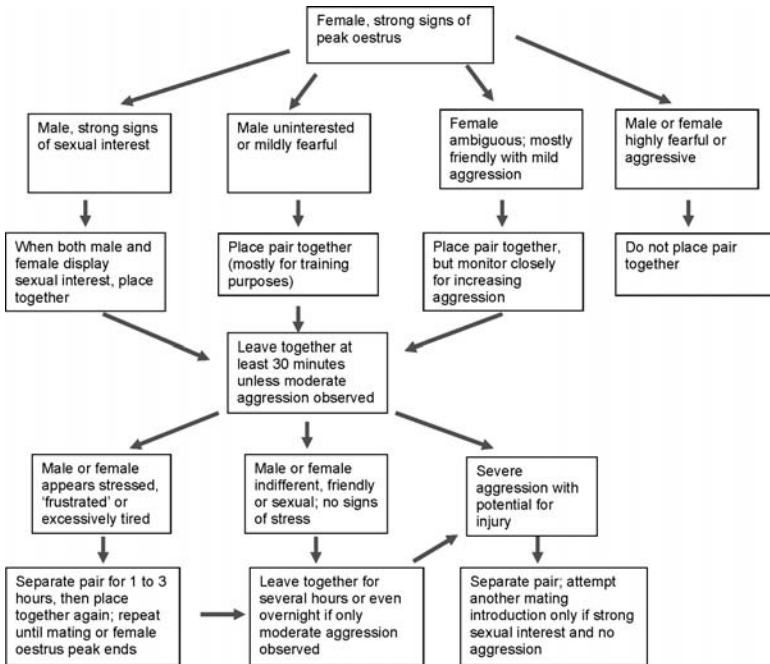 Female, strong signs of
peak oestrus
Male, strong signs
of sexual interest
Male uninterested
or mildly fearful
Female
ambiguous; mostly
friendly with mild
aggression
Male or female
highly fearful or
aggressive
When both male and
female display
sexual interest, place
together
Place pair together
(mostly for training
purposes)
Place pair together,
but monitor closely
for increasing
aggression
Do not place pair
together
Leave together at
least 30 minutes
unless moderate
aggression observed
Male or female
appears stressed,
'frustrated' or
excessively tired
Male or female
indifferent, friendly
or sexual; no signs
of stress
Severe
aggression with
potential for
injury
Separate pair for 1 to 3
hours, then place
together again; repeat
until mating or female
oestrus peak ends
Leave together for
several hours or even
overnight if only
moderate aggression
observed
Separate pair; attempt
another mating
introduction only if strong
sexual interest and no
aggression